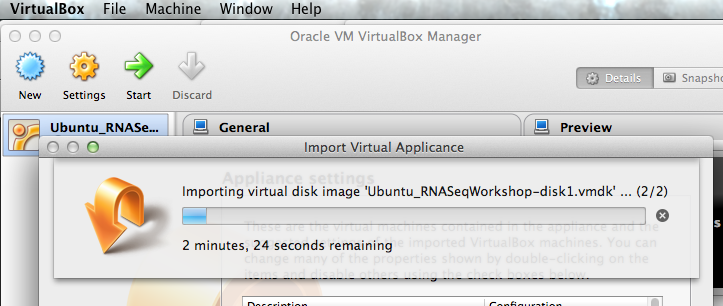 VirtualBox File Machine Window Help
Oracle VM VirtualBox Manager
New Settings Start Discard
Details Snapsho
Ubuntu_RNASe... General Preview
Import Virtual Applicance
Appliance settings
Importing virtual disk image 'Ubuntu_RNASeqWorkshop-disk1.vmdk' ... (2/2)
These are the virtual machines contained in the appliance and the
2 minutes, 24 seconds remaining
of the imported VirtualBox machines. You can
change many of the properties shown by double-clicking on the
items and disable others using the check boxes below.
Description Configuration